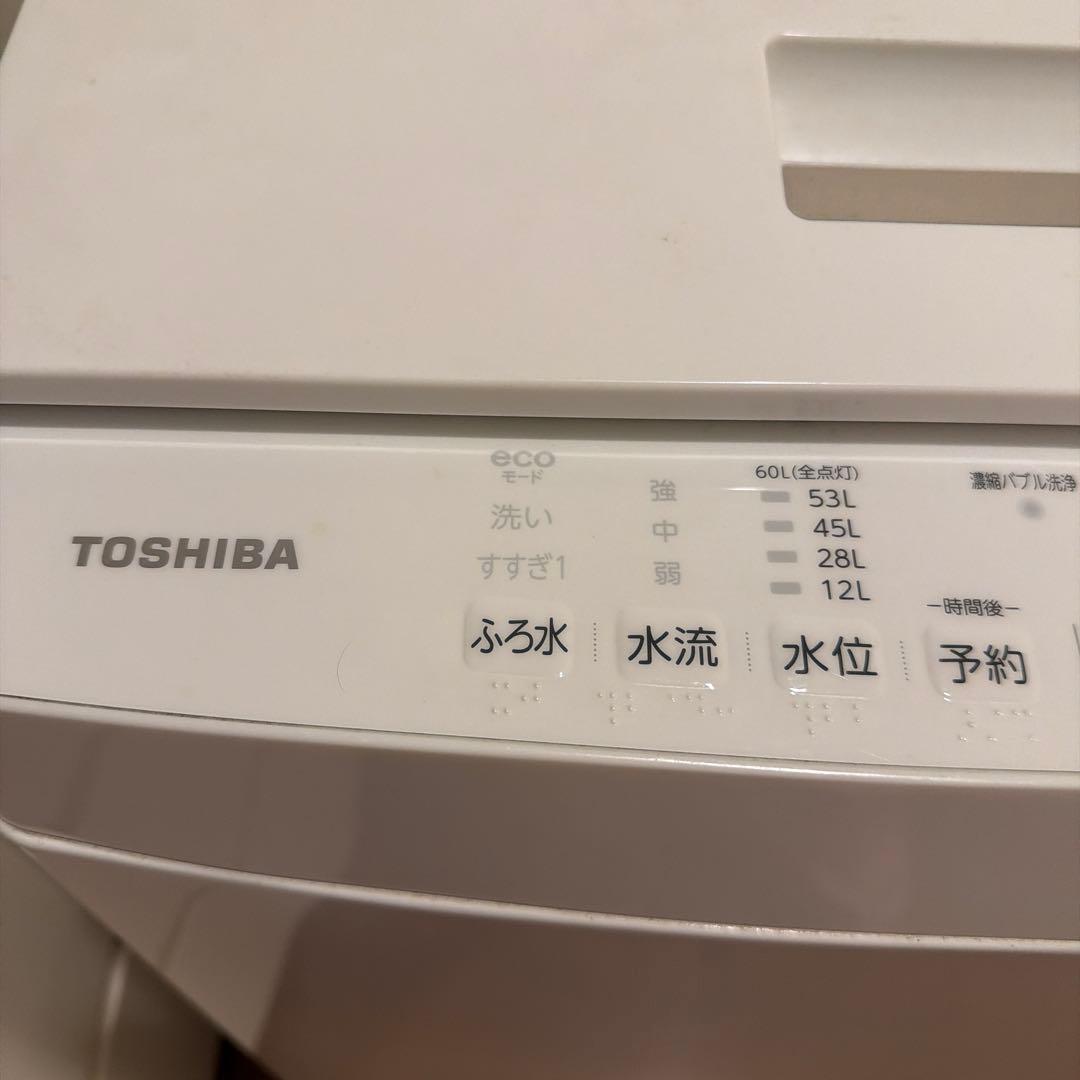 TOSHIBA
eco
モード
洗い
すすぎ1
ふろ水
強
中
弱
水流
60L(全点灯)
53L
45L
28L
12L
水位
濃縮バブル洗浄
-時間後-
予約